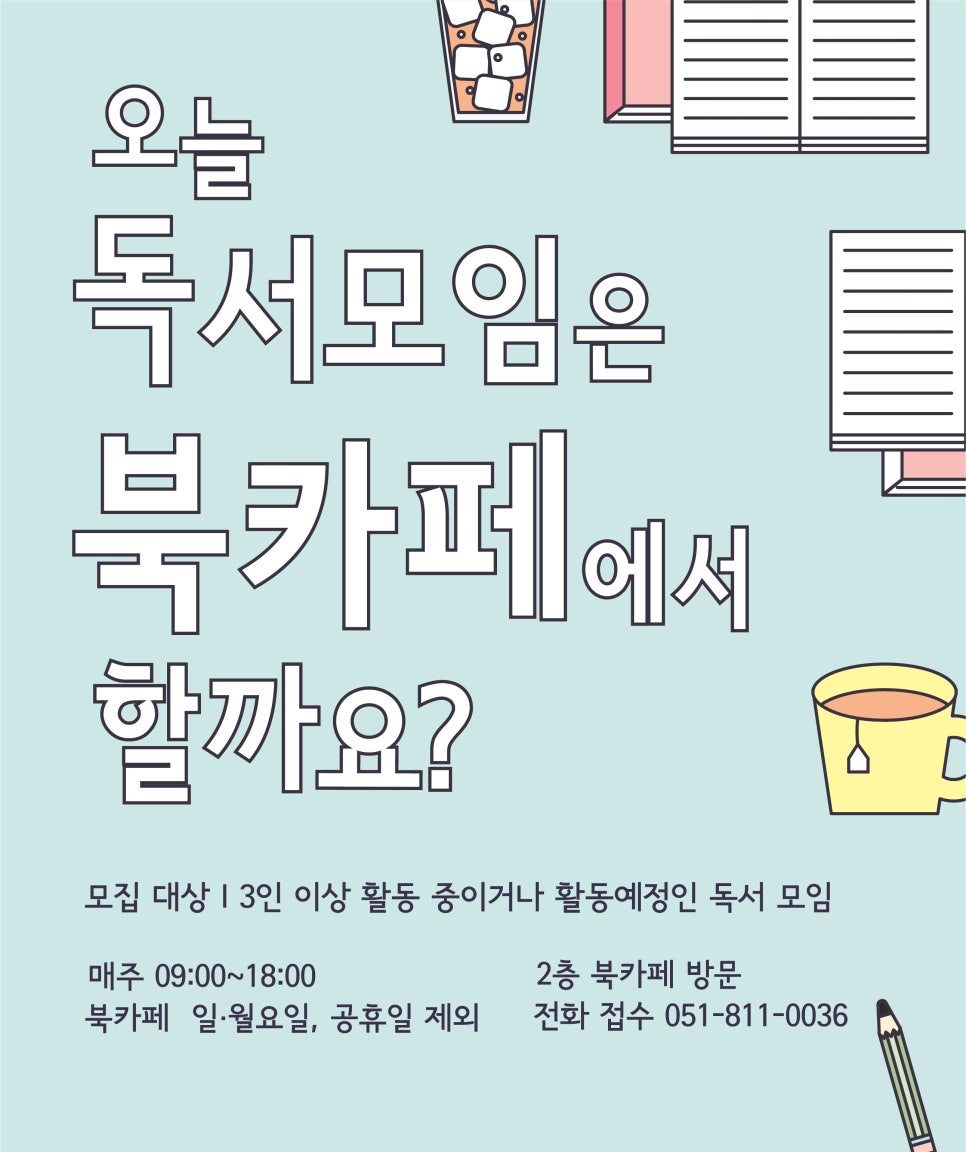 오늘
독서모임은
북카페에서
할까요?
모집 대상 I 3인 이상 활동 중이거나 활동예정인 독서 모임
매주 09:00~18:00
북카페 일·월요일, 공휴일 제외
2층 북카페 방문
전화 접수 051-811-0036